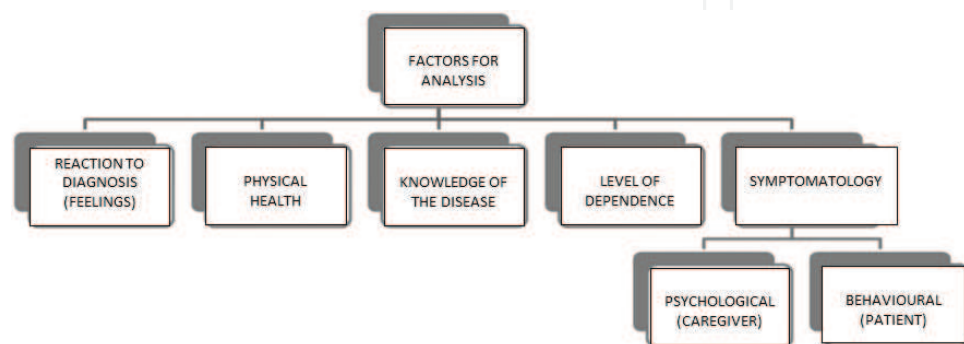 FACTORS FOR
ANALYSIS
REACTION TO
DIAGNOSIS
(FEELINGS)
PHYSICAL
HEALTH
KNOWLEDGE OF
THE DISEASE
LEVEL OF
DEPENDENCE
SYMPTOMATOLOGY
PSYCHOLOGICAL
(CAREGIVER)
BEHAVIOURAL
(PATIENT)